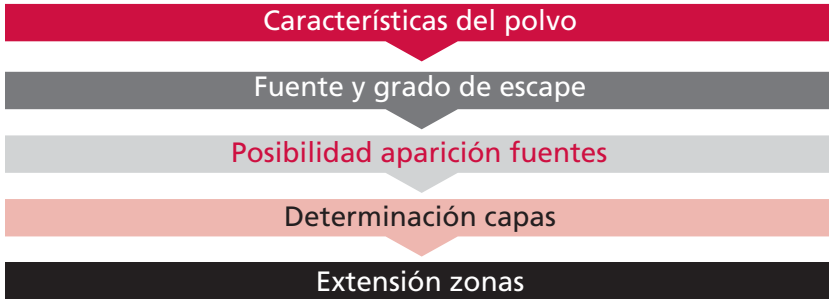 Características del polvo
Fuente y grado de escape
Posibilidad aparición fuentes
Determinación capas
Extensión zonas